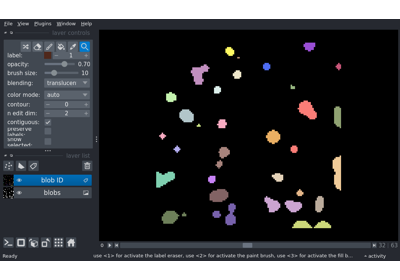 File View Plugins Window Help
layer controls
label: 1
opacity: 0.70
brush size: 10
blending: translucen
color mode: auto
contour: 0
n edit dim: 2
contiguous:
preserve labels:
show selected:
layer list
blob ID
blobs
32 63
Ready
use <1> for activate the label eraser, use <2> for activate the paint brush, use <3> for activate the fill b...
activity